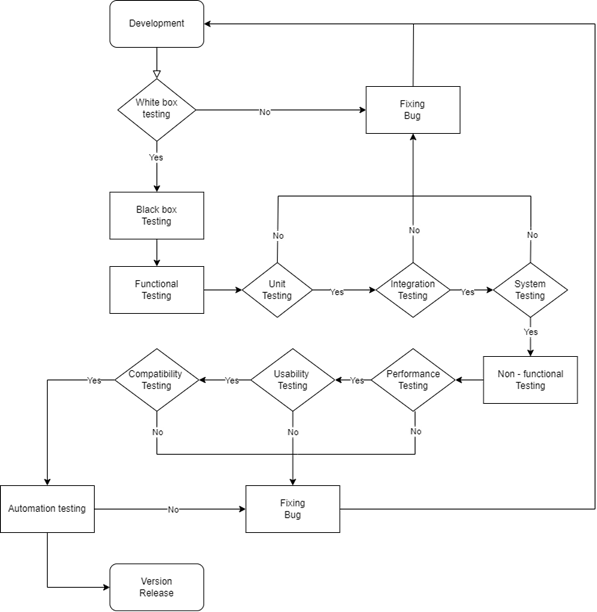 Development
White box
testing
No
Fixing
Bug
Yes
Black box
Testing
No
No
No
Functional
Testing
Unit
Testing
Yes
Integration
Testing
Yes
System
Testing
Yes
Compatibility
Testing
Yes
Usability
Testing
Yes
Performance
Testing
Yes
Non - functional
Testing
No
No
No
Automation testing
No
Fixing
Bug
Version
Release